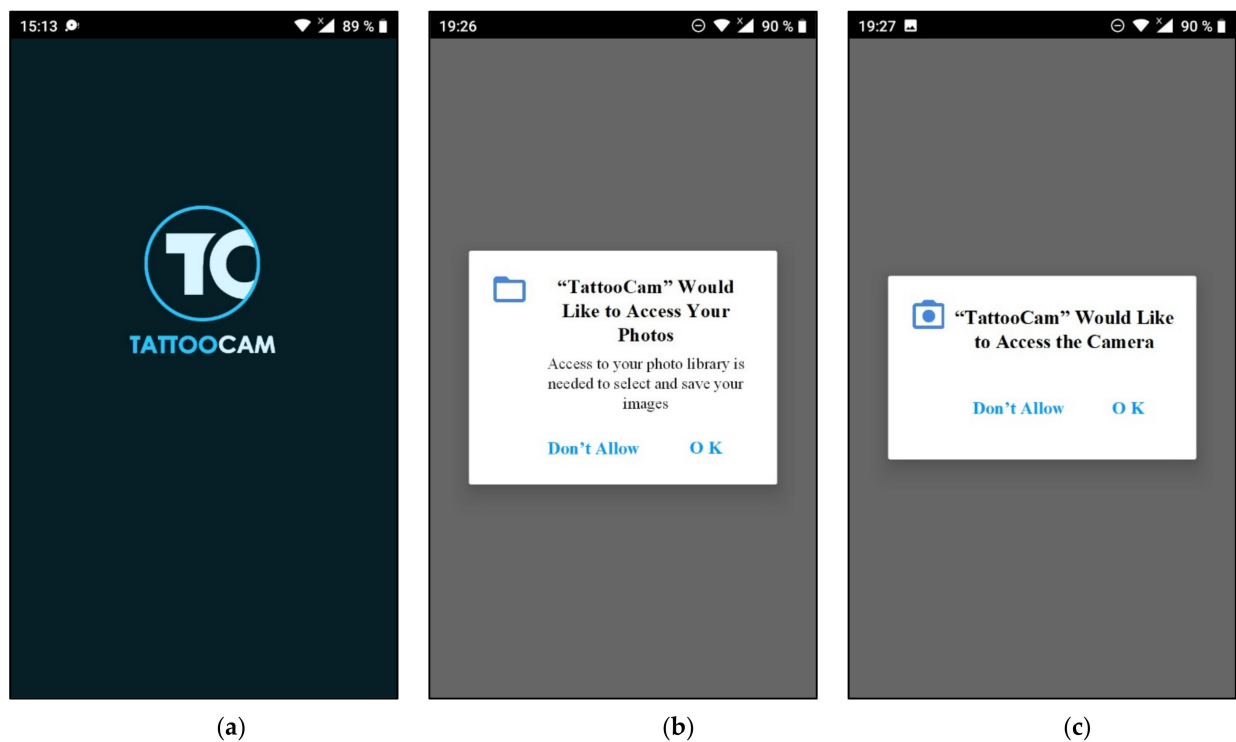 15:13
89 %
TC
TATTOOCAM
(a)
19:26
90 %
“TattooCam” Would
Like to Access Your
Photos
Access to your photo library is
needed to select and save your
images
Don’t Allow
O K
(b)
19:27
90 %
“TattooCam” Would Like
to Access the Camera
Don’t Allow
O K
(c)